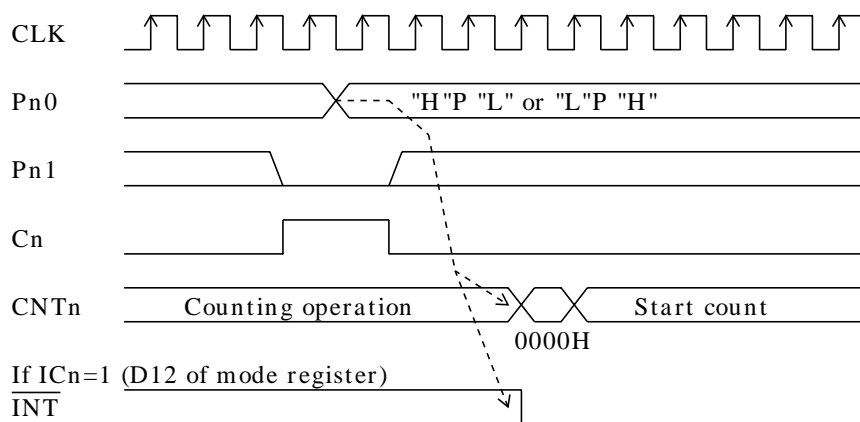 CLK
Pn0 "H"P "L" or "L"P "H"
Pn1
Cn
CNTn Counting operation Start count
0000H
If ICn=1 (D12 of mode register)
INT